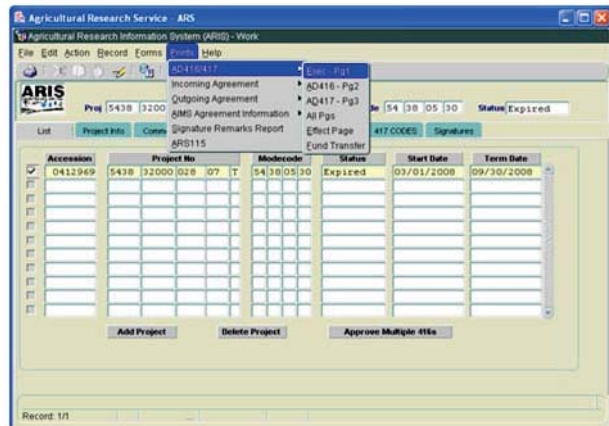 Agricultural Research Service - ARS
Agricultural Research Information System (ARIS) - Work
File Edit Action Record Forms Prints Help
AD416/417 Exec - Pg1
Incoming Agreement AD416 - Pg2
Outgoing Agreement AD417 - Pg3
AIMS Agreement Information All Pgs
Signature Remarks Report Effect Page
ARS115 Fund Transfer
ARIS
Proj 5438 3200 de 54 38 05 30 Status Expired
List Project Info Comm 417 CODES Signatures
Accession Project No Modecode Status Start Date Term Date
0412969 5438 32000 028 07 T 54 38 05 30 Expired 03/01/2008 09/30/2008
Add Project Delete Project Approve Multiple 416s
Record: 1/1